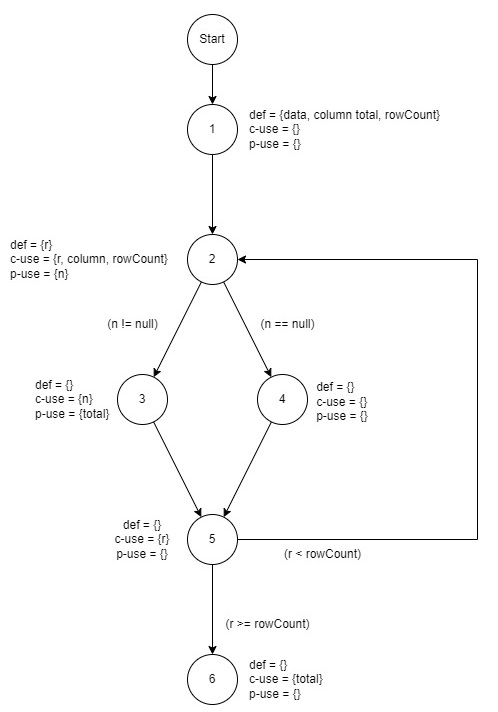 Start
1
def = {data, column total, rowCount}
c-use = {}
p-use = {}
def = {r}
c-use = {r, column, rowCount}
p-use = {n}
2
(n != null)
(n == null)
def = {}
c-use = {n}
p-use = {total}
3
4
def = {}
c-use = {}
p-use = {}
def = {}
c-use = {r}
p-use = {}
5
(r < rowCount)
(r >= rowCount)
6
def = {}
c-use = {total}
p-use = {}